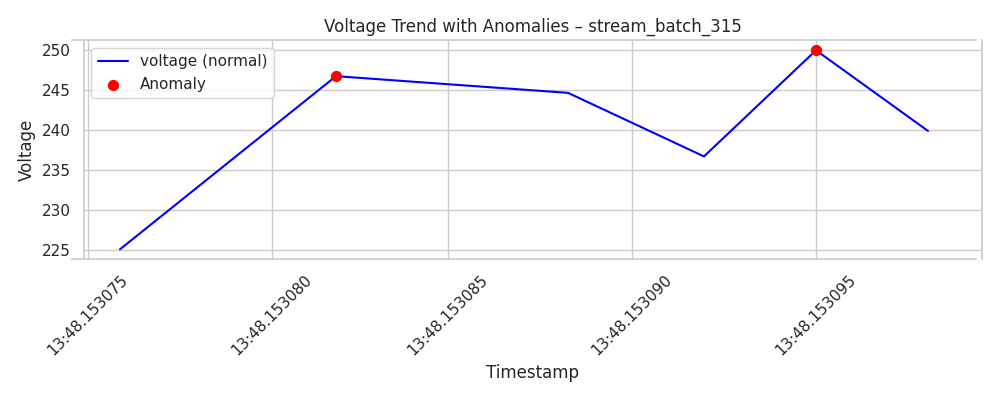 Voltage Trend with Anomalies – stream_batch_315
voltage (normal)
Anomaly
Voltage
250
245
240
235
230
225
13:48.153075
13:48.153080
13:48.153085
13:48.153090
13:48.153095
Timestamp